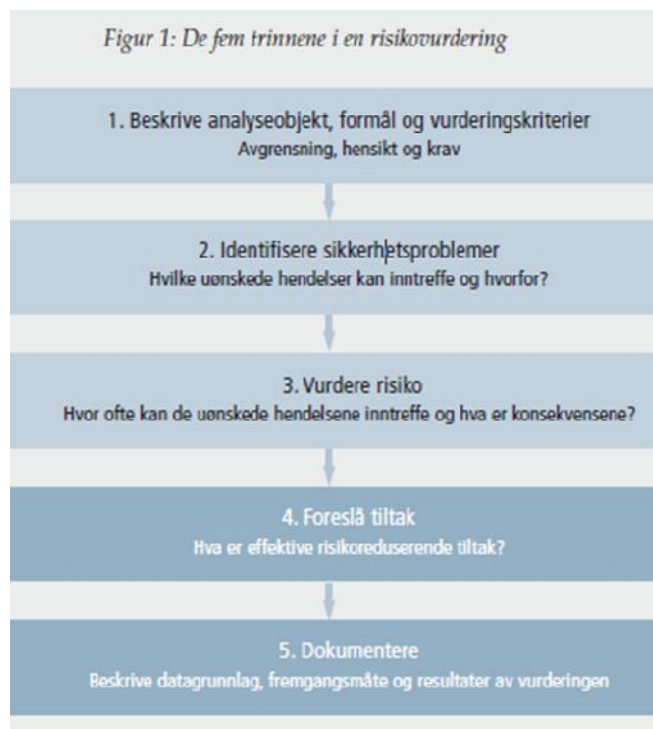 Figur 1: De fem trinnene i en risikovurdering
1. Beskrive analyseobjekt, formål og vurderingskriterier
Avgrensning, hensikt og krav
2. Identifisere sikkerhetsproblemer
Hvilke uønskede hendelser kan inntreffe og hvorfor?
3. Vurdere risiko
Hvor ofte kan de uønskede hendelsene inntreffe og hva er konsekvensene?
4. Foreslå tiltak
Hva er effektive risikoreduserende tiltak?
5. Dokumentere
Beskrive datagrunnlag, fremgangsmåte og resultater av vurderingen